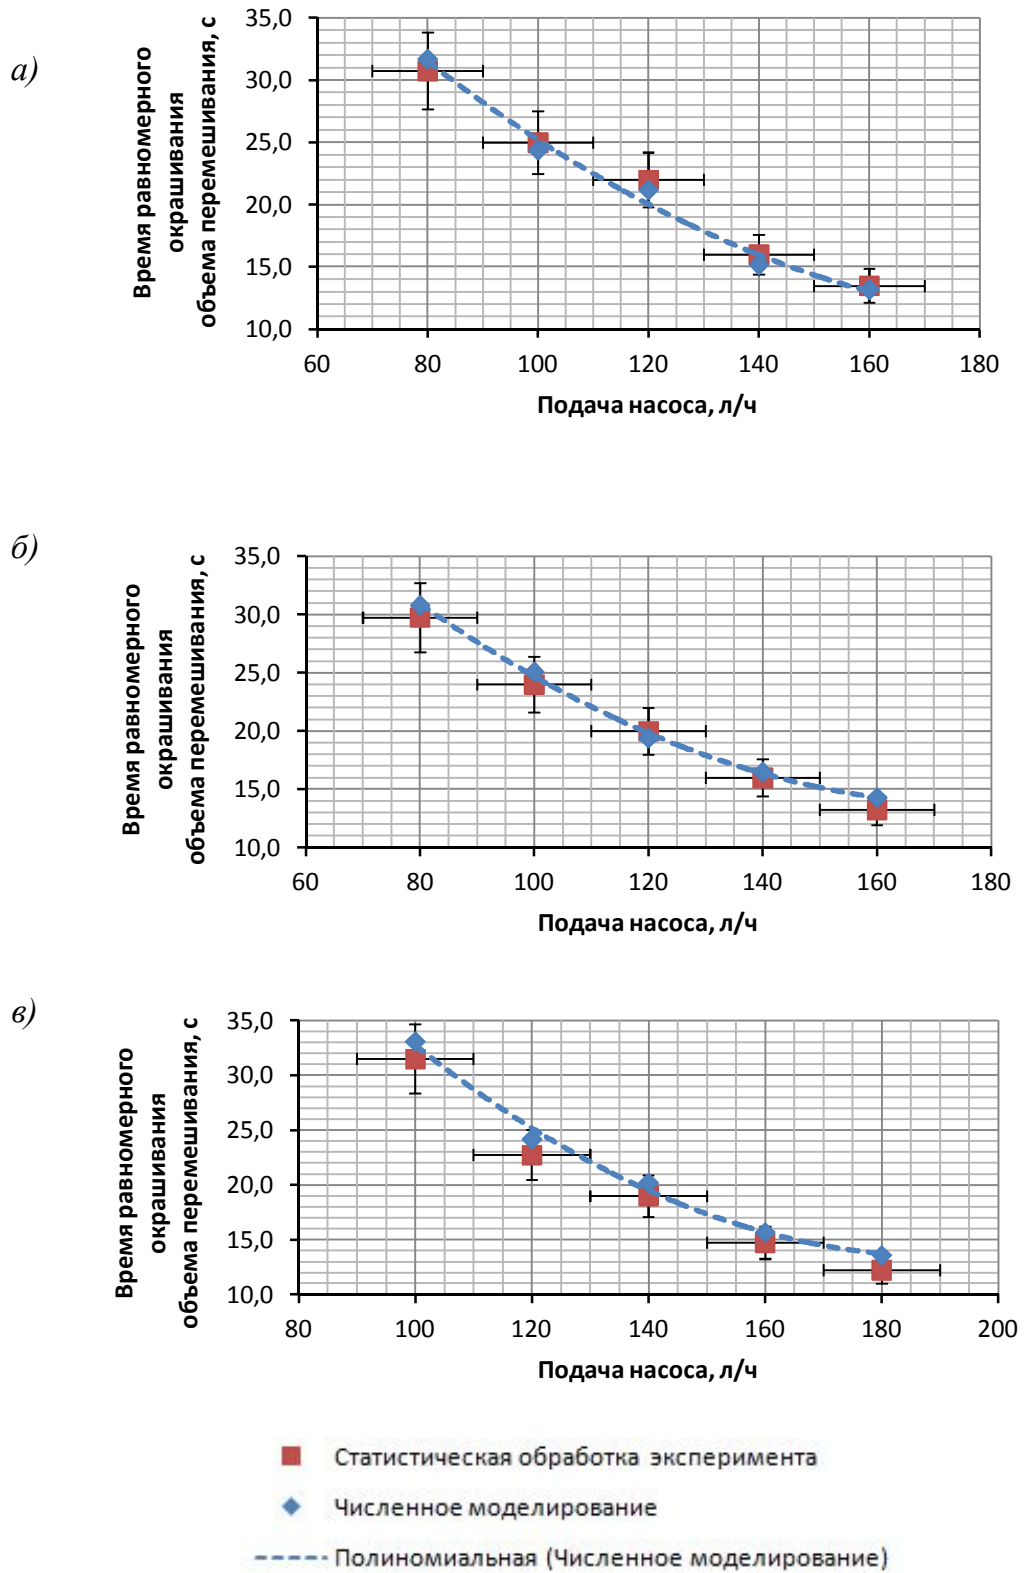 а)
Время равномерного
окрашивания
объема перемешивания, с
35,0
30,0
25,0
20,0
15,0
10,0
60 80 100 120 140 160 180
Подача насоса, л/ч
б)
Время равномерного
окрашивания
объема перемешивания, с
35,0
30,0
25,0
20,0
15,0
10,0
60 80 100 120 140 160 180
Подача насоса, л/ч
в)
Время равномерного
окрашивания
объема перемешивания, с
35,0
30,0
25,0
20,0
15,0
10,0
80 100 120 140 160 180 200
Подача насоса, л/ч
Статистическая обработка эксперимента
Численное моделирование
Полиномиальная (Численное моделирование)